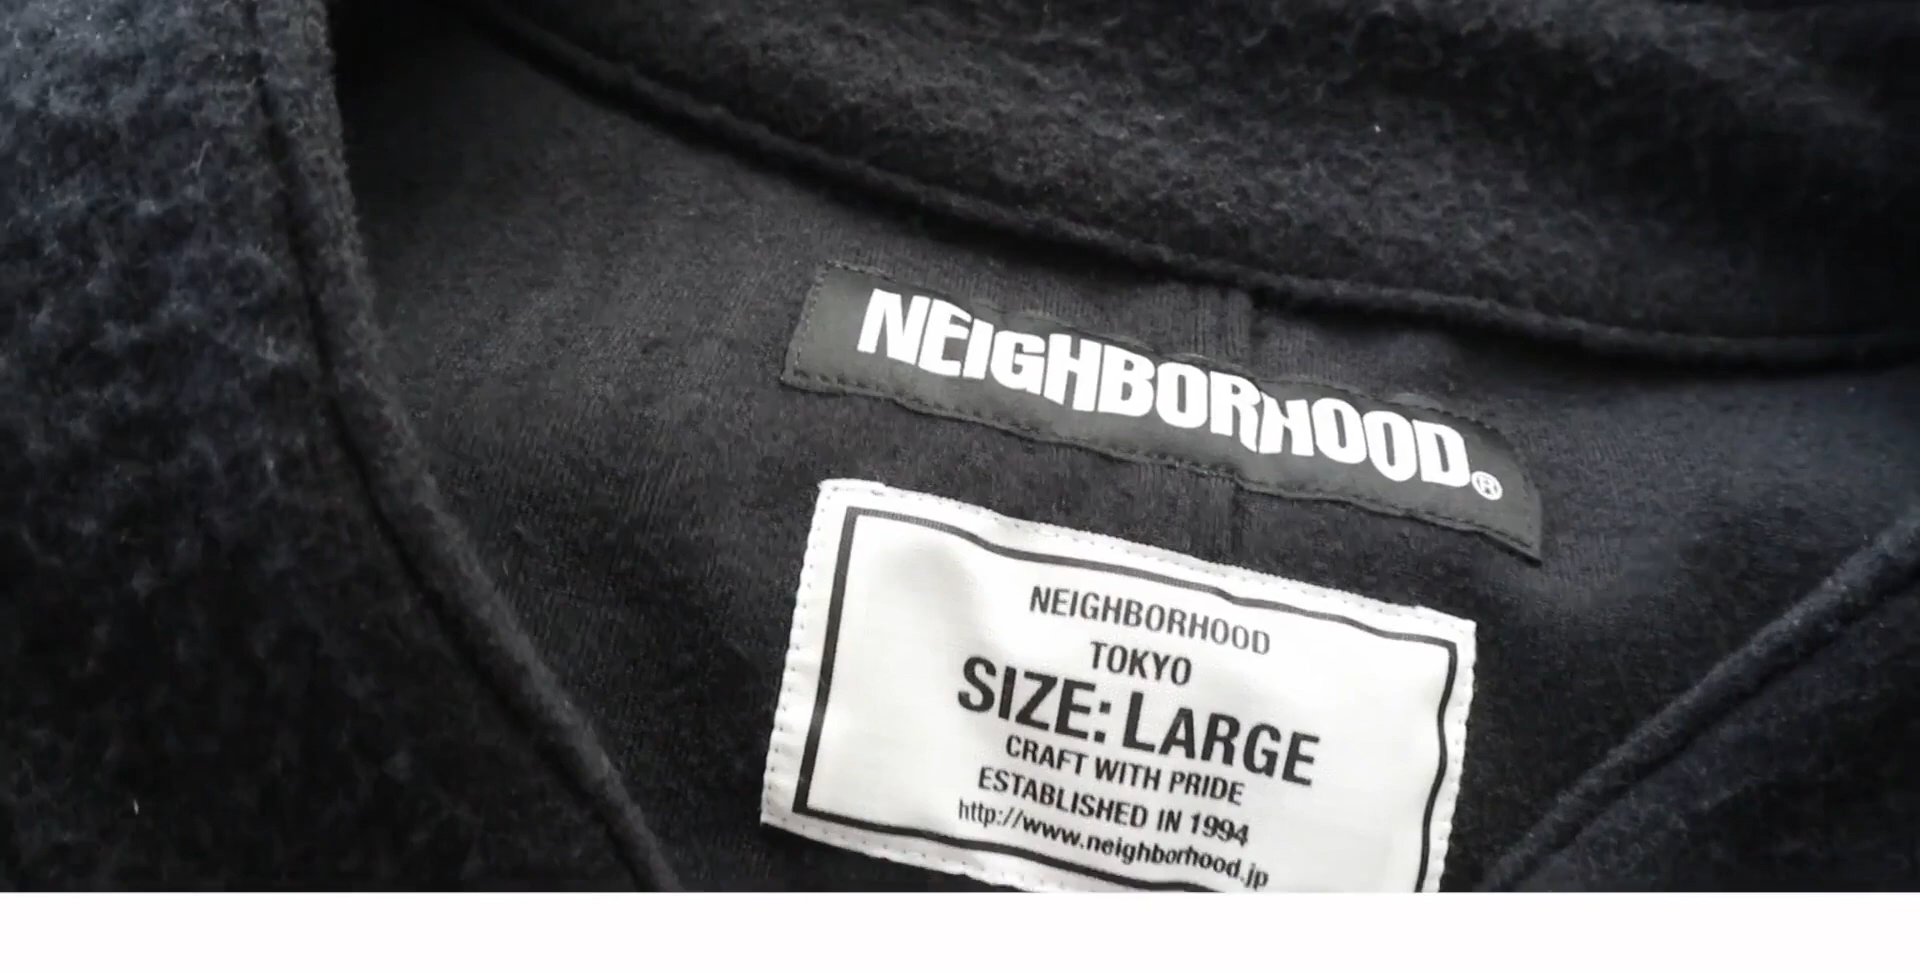 NEIGHBORHOOD®
NEIGHBORHOOD
TOKYO
SIZE: LARGE
CRAFT WITH PRIDE
ESTABLISHED IN 1994
http://www.neighborhood.jp